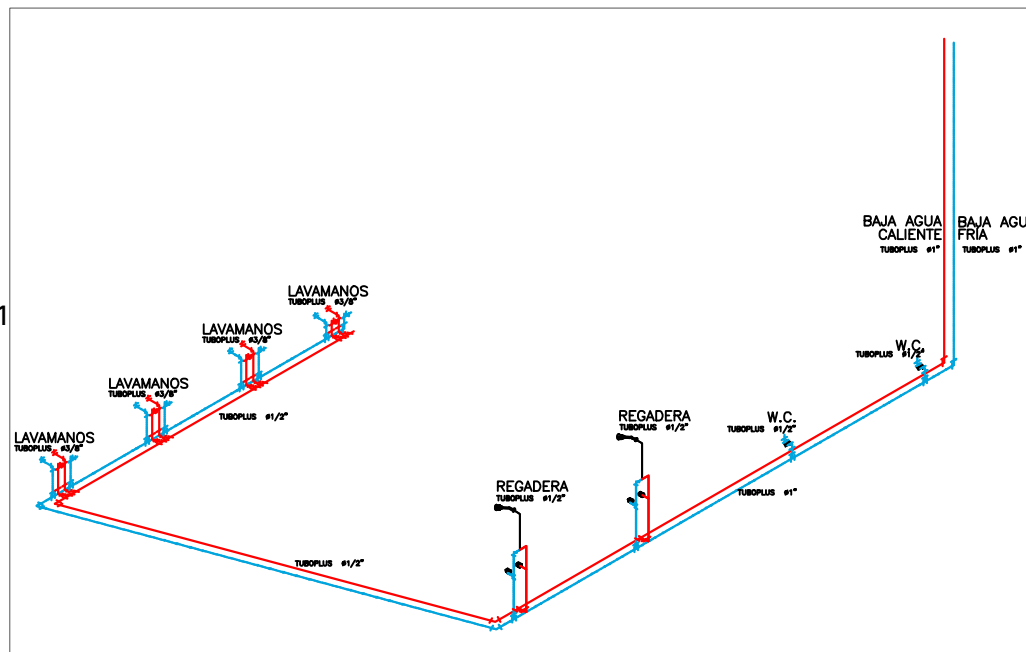 BAJA AGUA
CALIENTE
TUBOPLUS ø1"
BAJA AGU
FRÍA
TUBOPLUS ø1"
LAVAMANOS
TUBOPLUS ø3/8"
1
LAVAMANOS
TUBOPLUS ø3/8"
W.C.
TUBOPLUS ø1/2"
LAVAMANOS
TUBOPLUS ø3/8"
TUBOPLUS ø1/2"
REGADERA
TUBOPLUS ø1/2"
W.C.
TUBOPLUS ø1/2"
LAVAMANOS
TUBOPLUS ø3/8"
REGADERA
TUBOPLUS ø1/2"
TUBOPLUS ø1"
TUBOPLUS ø1/2"